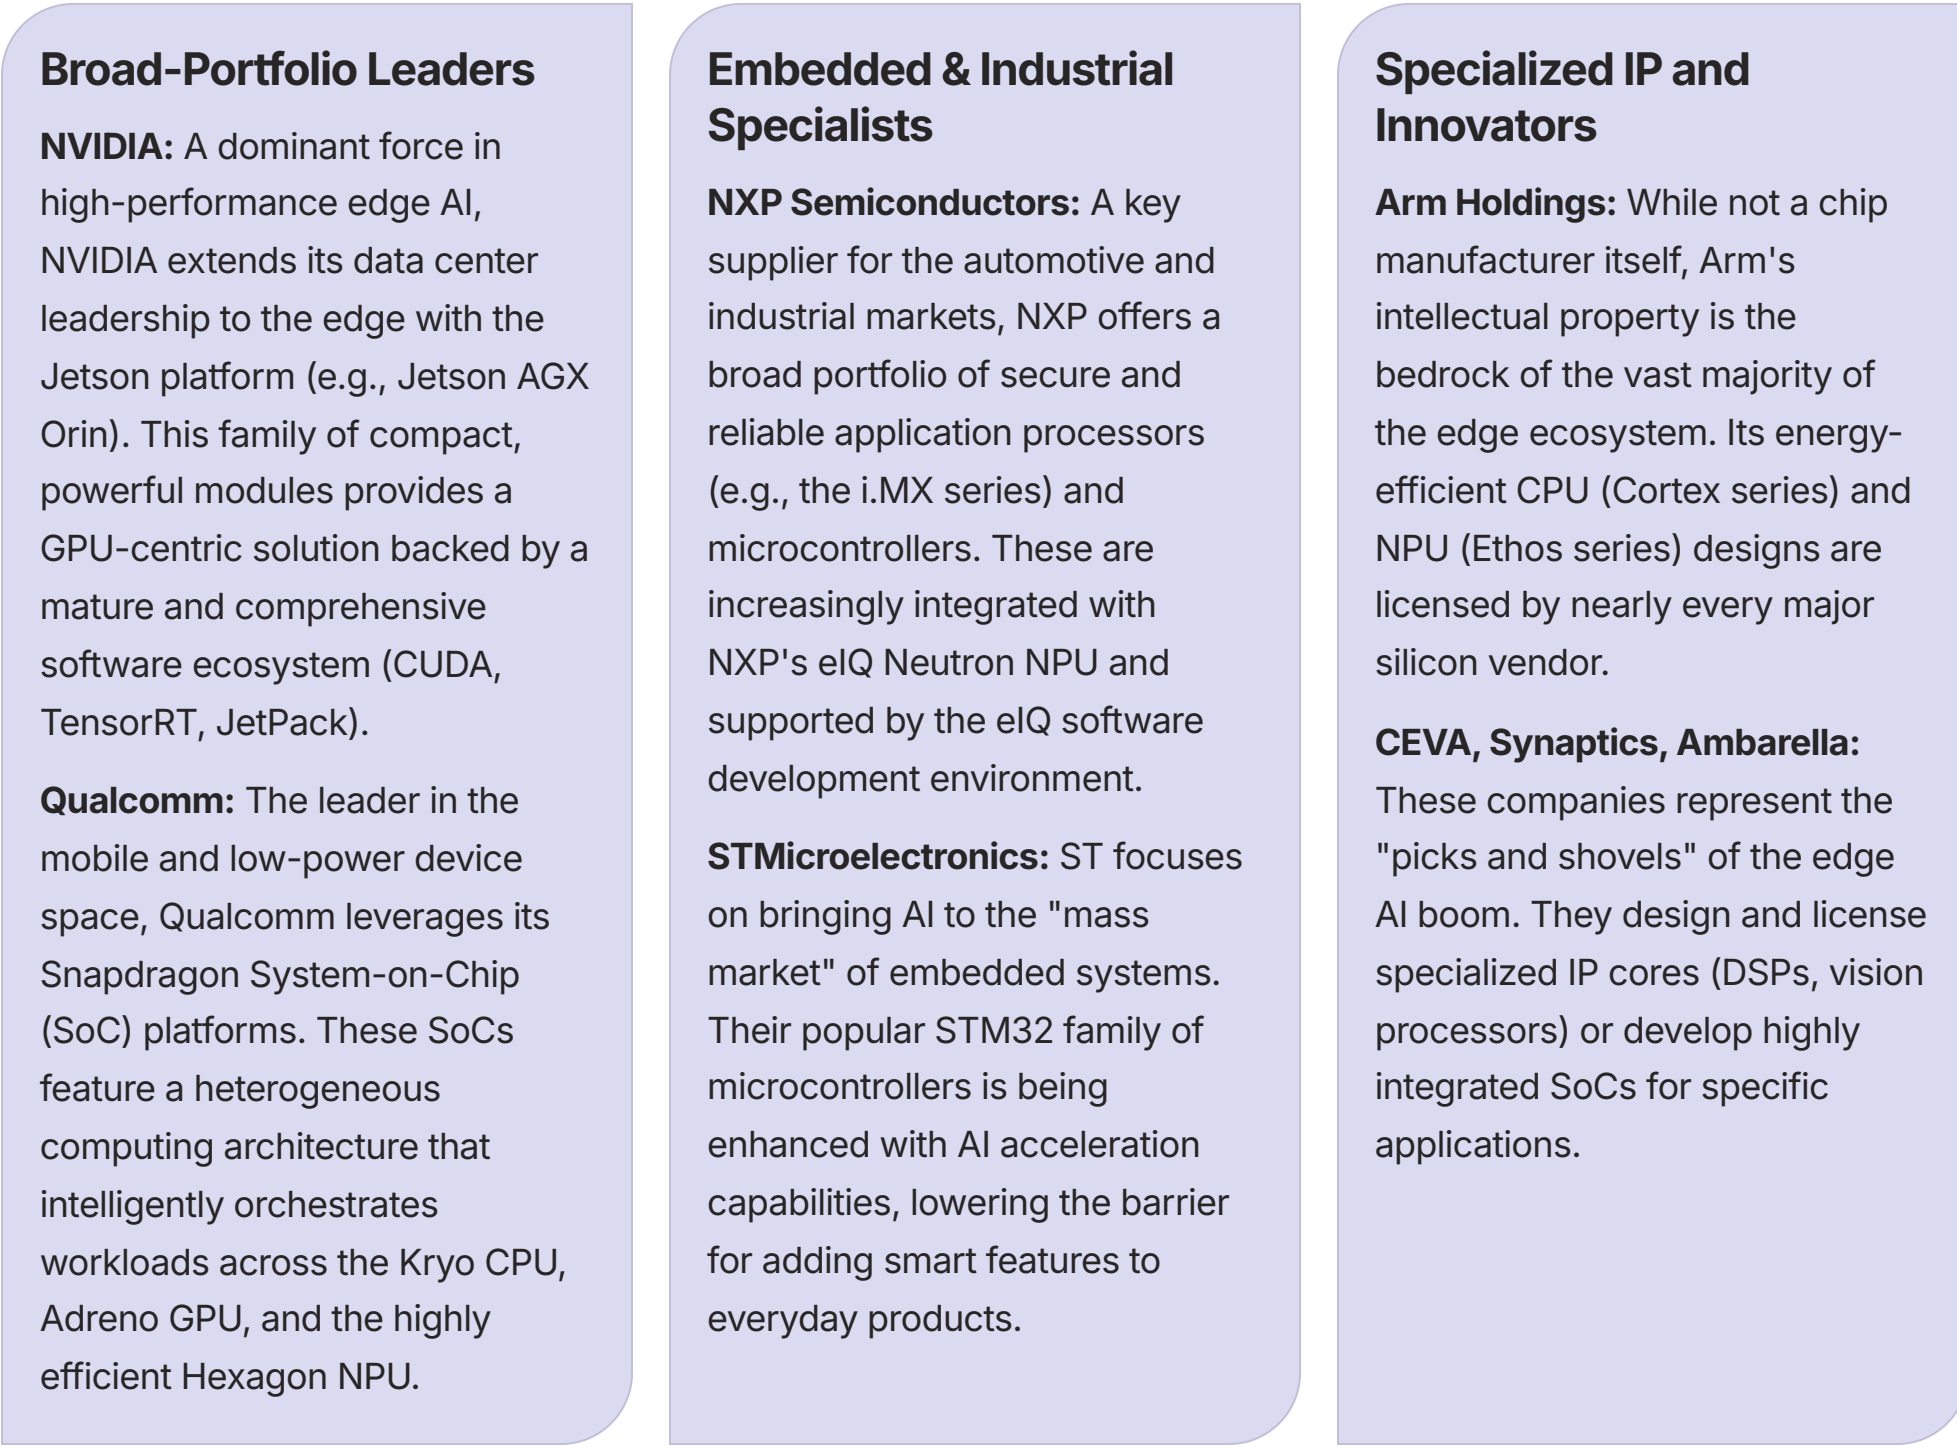 Broad-Portfolio Leaders
NVIDIA: A dominant force in
high-performance edge AI,
NVIDIA extends its data center
leadership to the edge with the
Jetson platform (e.g., Jetson AGX
Orin). This family of compact,
powerful modules provides a
GPU-centric solution backed by a
mature and comprehensive
software ecosystem (CUDA,
TensorRT, JetPack).
Qualcomm: The leader in the
mobile and low-power device
space, Qualcomm leverages its
Snapdragon System-on-Chip
(SoC) platforms. These SoCs
feature a heterogeneous
computing architecture that
intelligently orchestrates
workloads across the Kryo CPU,
Adreno GPU, and the highly
efficient Hexagon NPU.
Embedded & Industrial
Specialists
NXP Semiconductors: A key
supplier for the automotive and
industrial markets, NXP offers a
broad portfolio of secure and
reliable application processors
(e.g., the i.MX series) and
microcontrollers. These are
increasingly integrated with
NXP's eIQ Neutron NPU and
supported by the eIQ software
development environment.
STMicroelectronics: ST focuses
on bringing AI to the "mass
market" of embedded systems.
Their popular STM32 family of
microcontrollers is being
enhanced with AI acceleration
capabilities, lowering the barrier
for adding smart features to
everyday products.
Specialized IP and
Innovators
Arm Holdings: While not a chip
manufacturer itself, Arm's
intellectual property is the
bedrock of the vast majority of
the edge ecosystem. Its energy-
efficient CPU (Cortex series) and
NPU (Ethos series) designs are
licensed by nearly every major
silicon vendor.
CEVA, Synaptics, Ambarella:
These companies represent the
"picks and shovels" of the edge
AI boom. They design and license
specialized IP cores (DSPs, vision
processors) or develop highly
integrated SoCs for specific
applications.